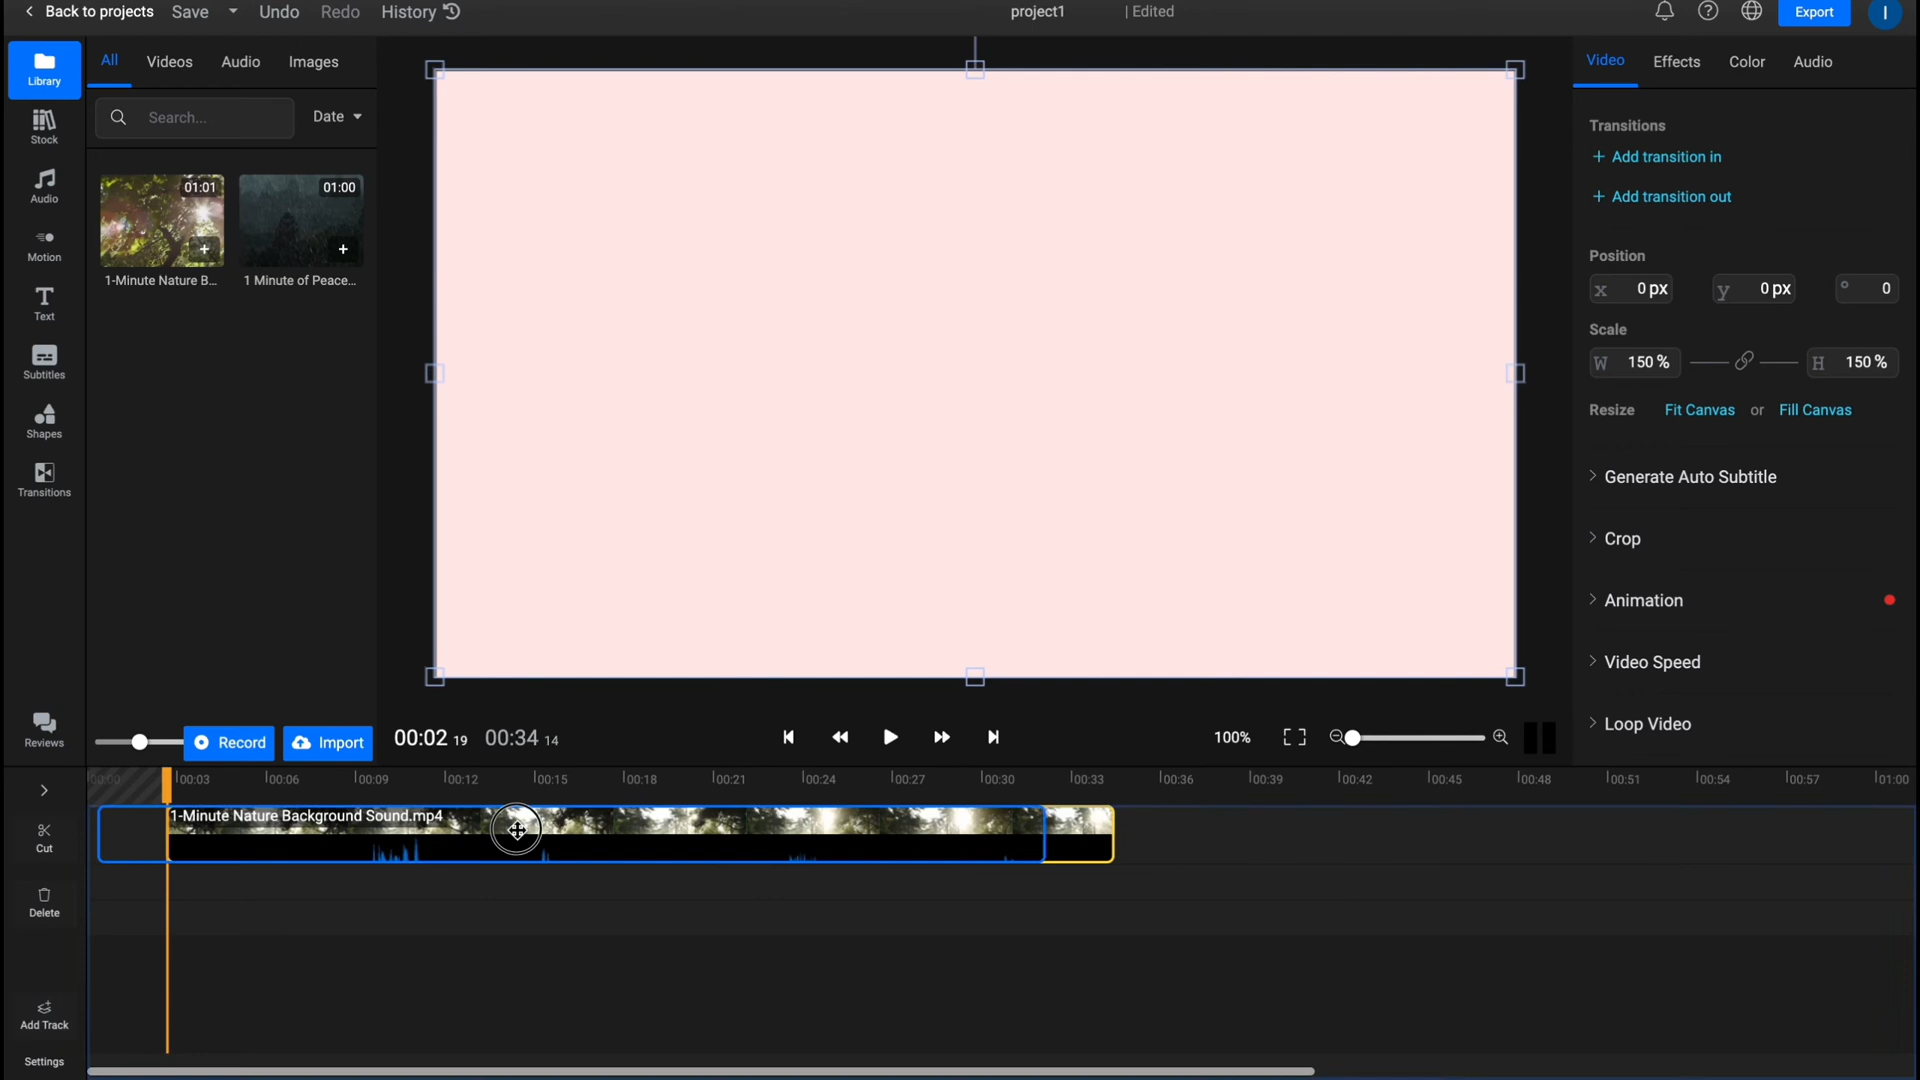 Back to projects Save Undo Redo History project1 | Edited Export I
Library
Stock
Audio
Motion
Text
Subtitles
Shapes
Transitions
Reviews
All Videos Audio Images
Search... Date
01:01 01:00
1-Minute Nature B... 1 Minute of Peace...
Record Import
00:02 19 00:34 14
100%
Video Effects Color Audio
Transitions
+ Add transition in
+ Add transition out
Position
x 0 px y 0 px ° 0
Scale
W 150 % H 150 %
Resize Fit Canvas or Fill Canvas
Generate Auto Subtitle
Crop
Animation
Video Speed
Loop Video
00:00 00:03 00:06 00:09 00:12 00:15 00:18 00:21 00:24 00:27 00:30 00:33 00:36 00:39 00:42 00:45 00:48 00:51 00:54 00:57 01:00
1-Minute Nature Background Sound.mp4
Cut
Delete
Add Track
Settings